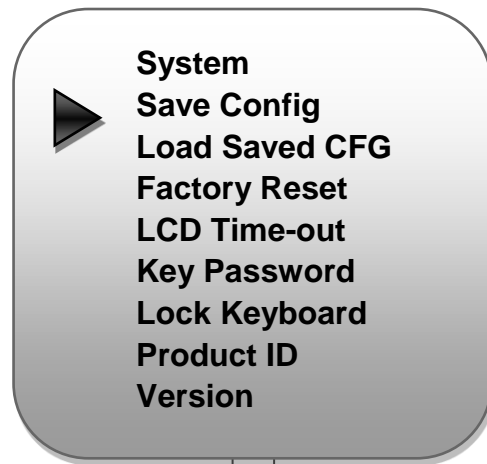 System
Save Config
Load Saved CFG
Factory Reset
LCD Time-out
Key Password
Lock Keyboard
Product ID
Version